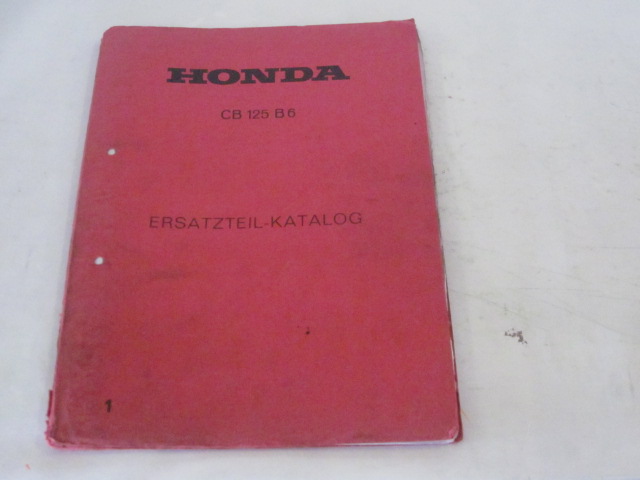 HONDA
CB 125 B6
ERSATZTEIL-KATALOG
1